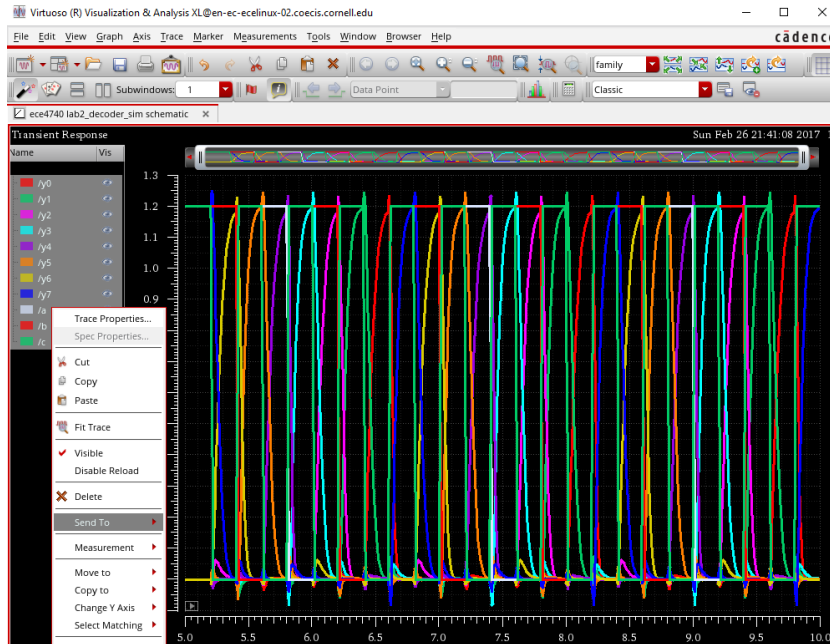 Virtuoso (R) Visualization & Analysis XL@en-ec-ecelinux-02.coecis.cornell.edu
File Edit View Graph Axis Trace Marker Measurements Tools Window Browser Help
cādence
family
Subwindows: 1
Data Point
Classic
ece4740 lab2_decoder_sim schematic
Transient Response
Sun Feb 26 21:41:08 2017 1
Name Vis
/y0
/y1
/y2
/y3
/y4
/y5
/y6
/y7
/a
/b
/c
Trace Properties...
Spec Properties...
Cut
Copy
Paste
Fit Trace
Visible
Disable Reload
Delete
Send To
Measurement
Move to
Copy to
Change Y Axis
Select Matching
1.3
1.2
1.1
1.0
0.9
5.0 5.5 6.0 6.5 7.0 7.5 8.0 8.5 9.0 9.5 10.0